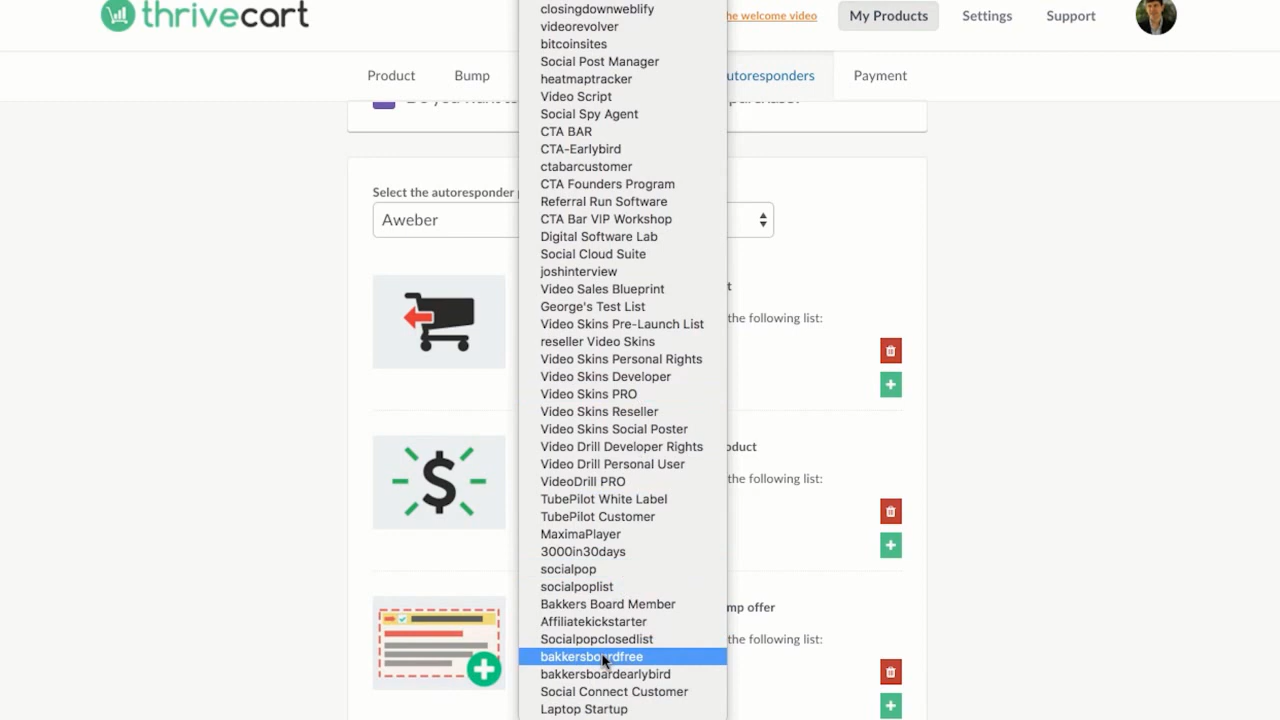 thrivecart
he welcome video
My Products
Settings
Support
Product
Bump
utoresponders
Payment
Select the autoresponder
Aweber
t
the following list:
$
oduct
the following list:
mp offer
the following list:
closingdownweblify
videorevolver
bitcoinsites
Social Post Manager
heatmaptracker
Video Script
Social Spy Agent
CTA BAR
CTA-Earlybird
ctabarcustomer
CTA Founders Program
Referral Run Software
CTA Bar VIP Workshop
Digital Software Lab
Social Cloud Suite
joshinterview
Video Sales Blueprint
George's Test List
Video Skins Pre-Launch List
reseller Video Skins
Video Skins Personal Rights
Video Skins Developer
Video Skins PRO
Video Skins Reseller
Video Skins Social Poster
Video Drill Developer Rights
Video Drill Personal User
VideoDrill PRO
TubePilot White Label
TubePilot Customer
MaximaPlayer
3000in30days
socialpop
socialpoplist
Bakkers Board Member
Affiliatekickstarter
Socialpopclosedlist
bakkersboardfree
bakkersboardearlybird
Social Connect Customer
Laptop Startup